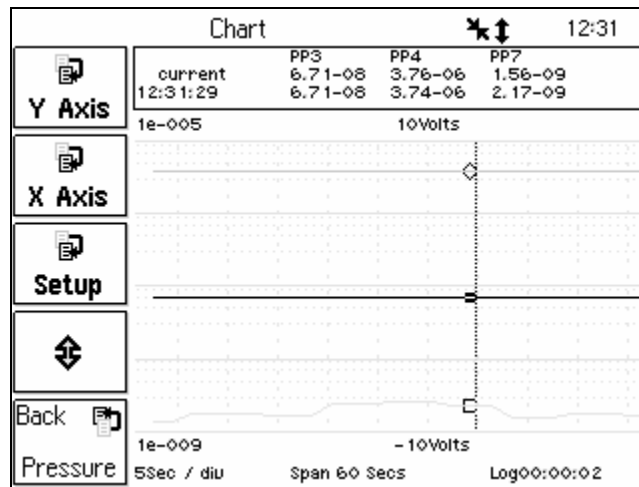 Chart 12:31
PP3 PP4 PP7
current 6.71-08 3.76-06 1.56-09
12:31:29 6.71-08 3.74-06 2.17-09
Y Axis
1e-005 10Volts
X Axis
Setup
Back
Pressure
1e-009 -10Volts
5Sec / div Span 60 Secs Log00:00:02